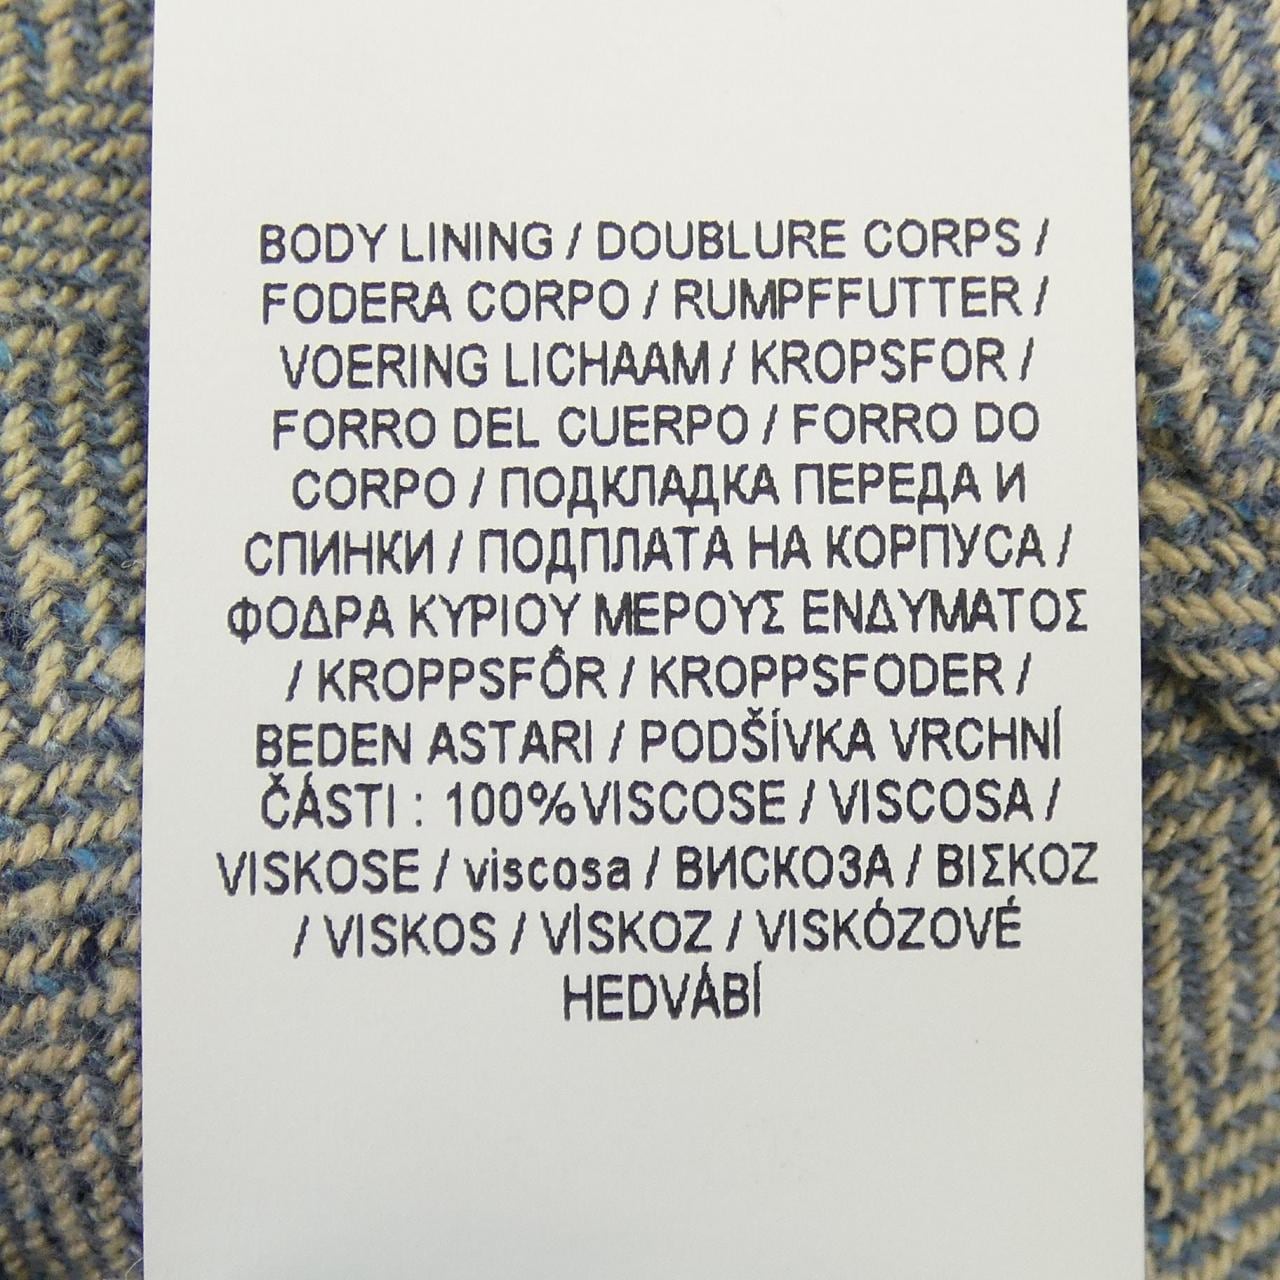 BODY LINING / DOUBLURE CORPS /
FODERA CORPO / RUMPFFUTTER /
VOERING LICHAAM / KROPSFOR /
FORRO DEL CUERPO / FORRO DO
CORPO / ПОДКЛАДКА ПЕРЕДА И
СПИНКИ / ПОДПЛАТА НА КОРПУСА /
ΦΟΔΡΑ ΚΥΡΙΟΥ ΜΕΡΟΥΣ ΕΝΔΥΜΑΤΟΣ
/ KROPPSFÔR / KROPPSFODER /
BEDEN ASTARI / PODŠÍVKA VRCHNÍ
ČÁSTI : 100%VISCOSE / VISCOSA /
VISKOSE / viscosa / ВИСКОЗА / ΒΙΣΚΟΖ
/ VISKOS / VİSKOZ / VISKÓZOVÉ
HEDVÁBÍ